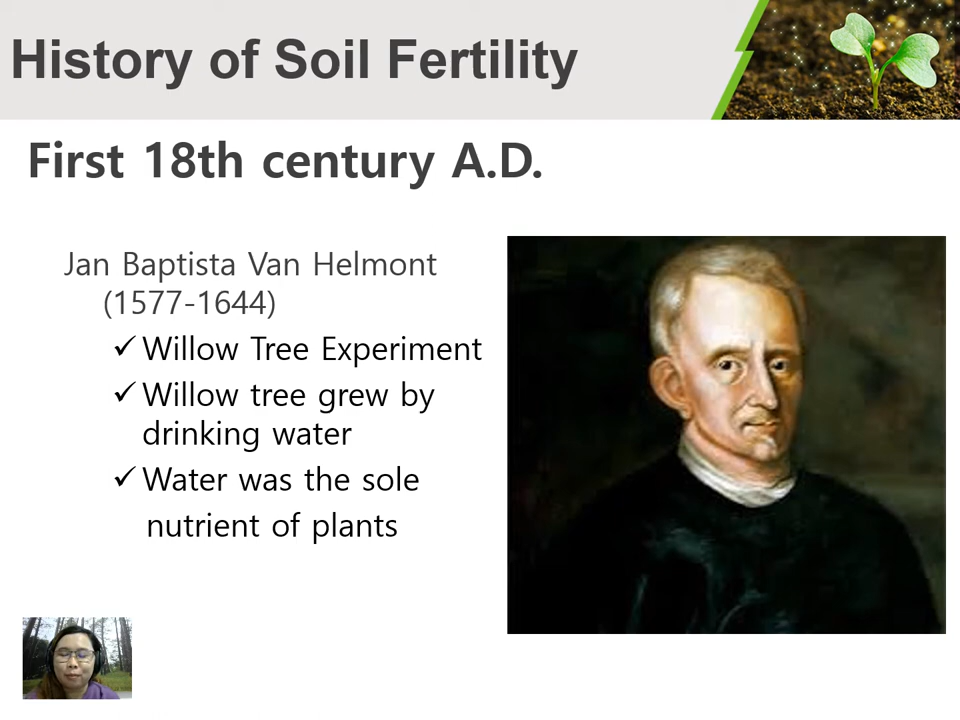 History of Soil Fertility
First 18th century A.D.
Jan Baptista Van Helmont
(1577-1644)
✓ Willow Tree Experiment
✓ Willow tree grew by
drinking water
✓ Water was the sole
nutrient of plants